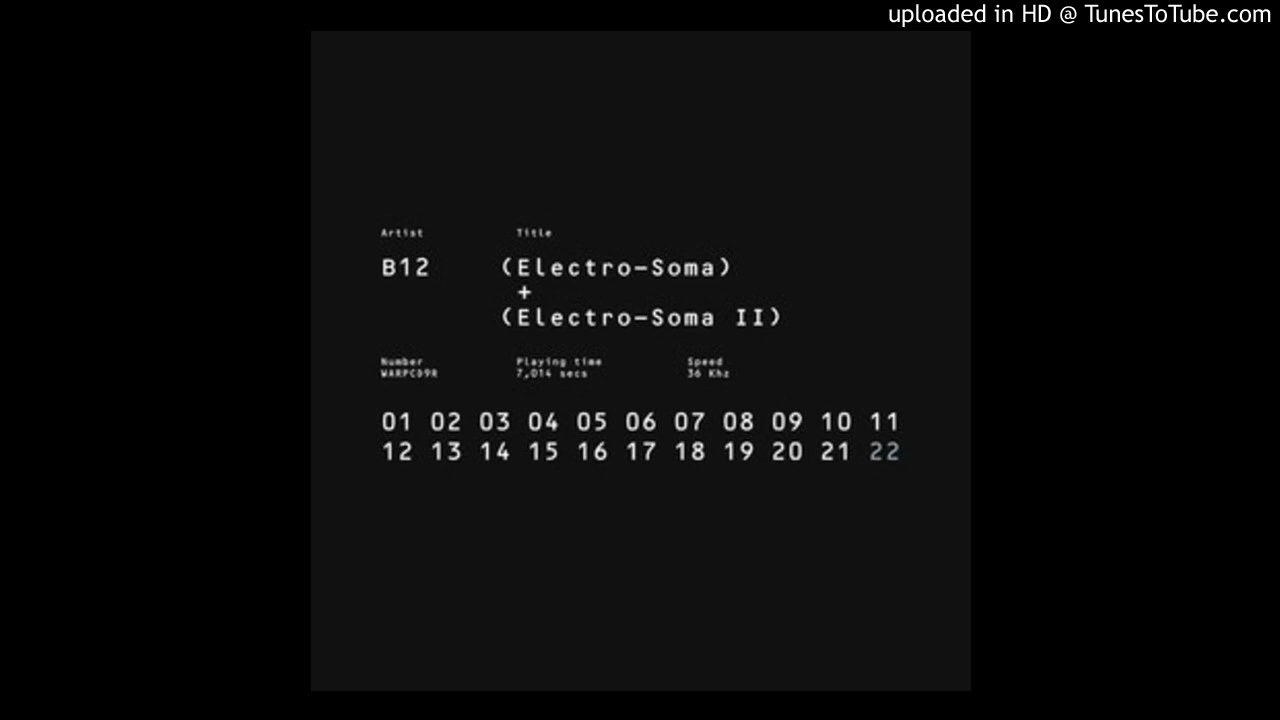 uploaded in HD @ TunesToTube.com
Artist Title
B12 (Electro-Soma)
+
(Electro-Soma II)
Number Playing time Speed
WARPCD9R 7,014 secs 36 Khz
01 02 03 04 05 06 07 08 09 10 11
12 13 14 15 16 17 18 19 20 21 22